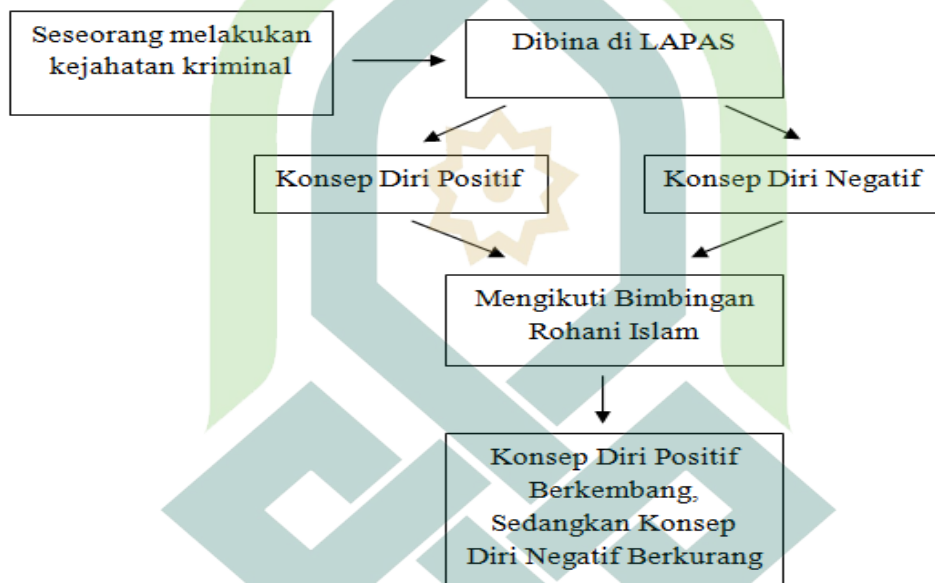 Seseorang melakukan
kejahatan kriminal
Dibina di LAPAS
Konsep Diri Positif
Konsep Diri Negatif
Mengikuti Bimbingan
Rohani Islam
Konsep Diri Positif
Berkembang,
Sedangkan Konsep
Diri Negatif Berkurang